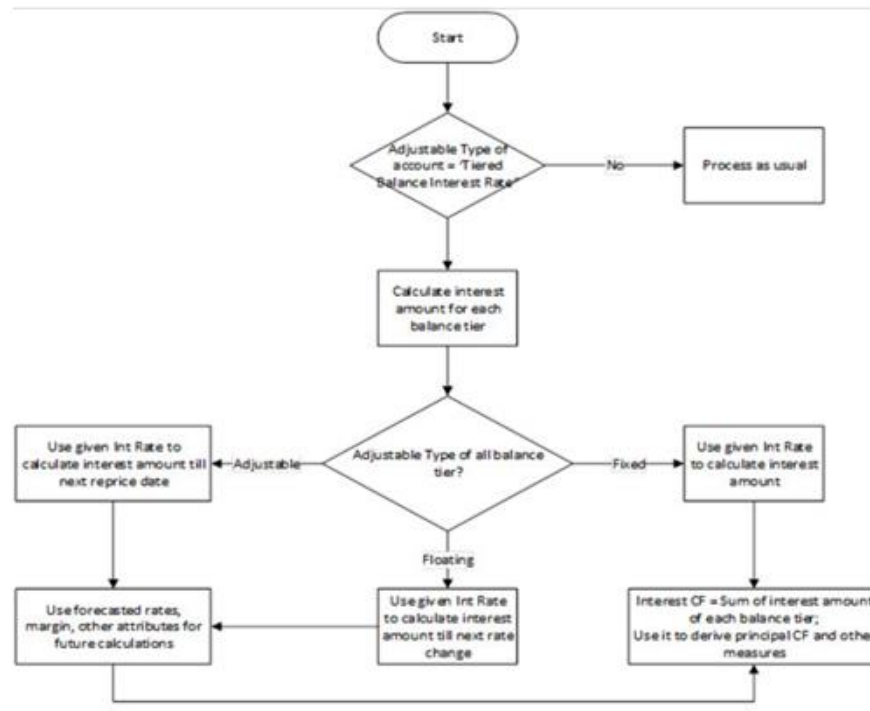 Start
Adjustable Type of
account = 'Tiered
Balance Interest Rate'
No
Process as usual
Calculate interest
amount for each
balance tier
Use given Int Rate to
calculate interest amount till
next reprice date
Adjustable
Adjustable Type of all balance
tier?
Fixed
Use given Int Rate
to calculate interest
amount
Floating
Use forecasted rates,
margin, other attributes for
future calculations
Use given Int Rate
to calculate interest
amount till next rate
change
Interest CF = Sum of interest amount
of each balance tier;
Use it to derive principal CF and other
measures